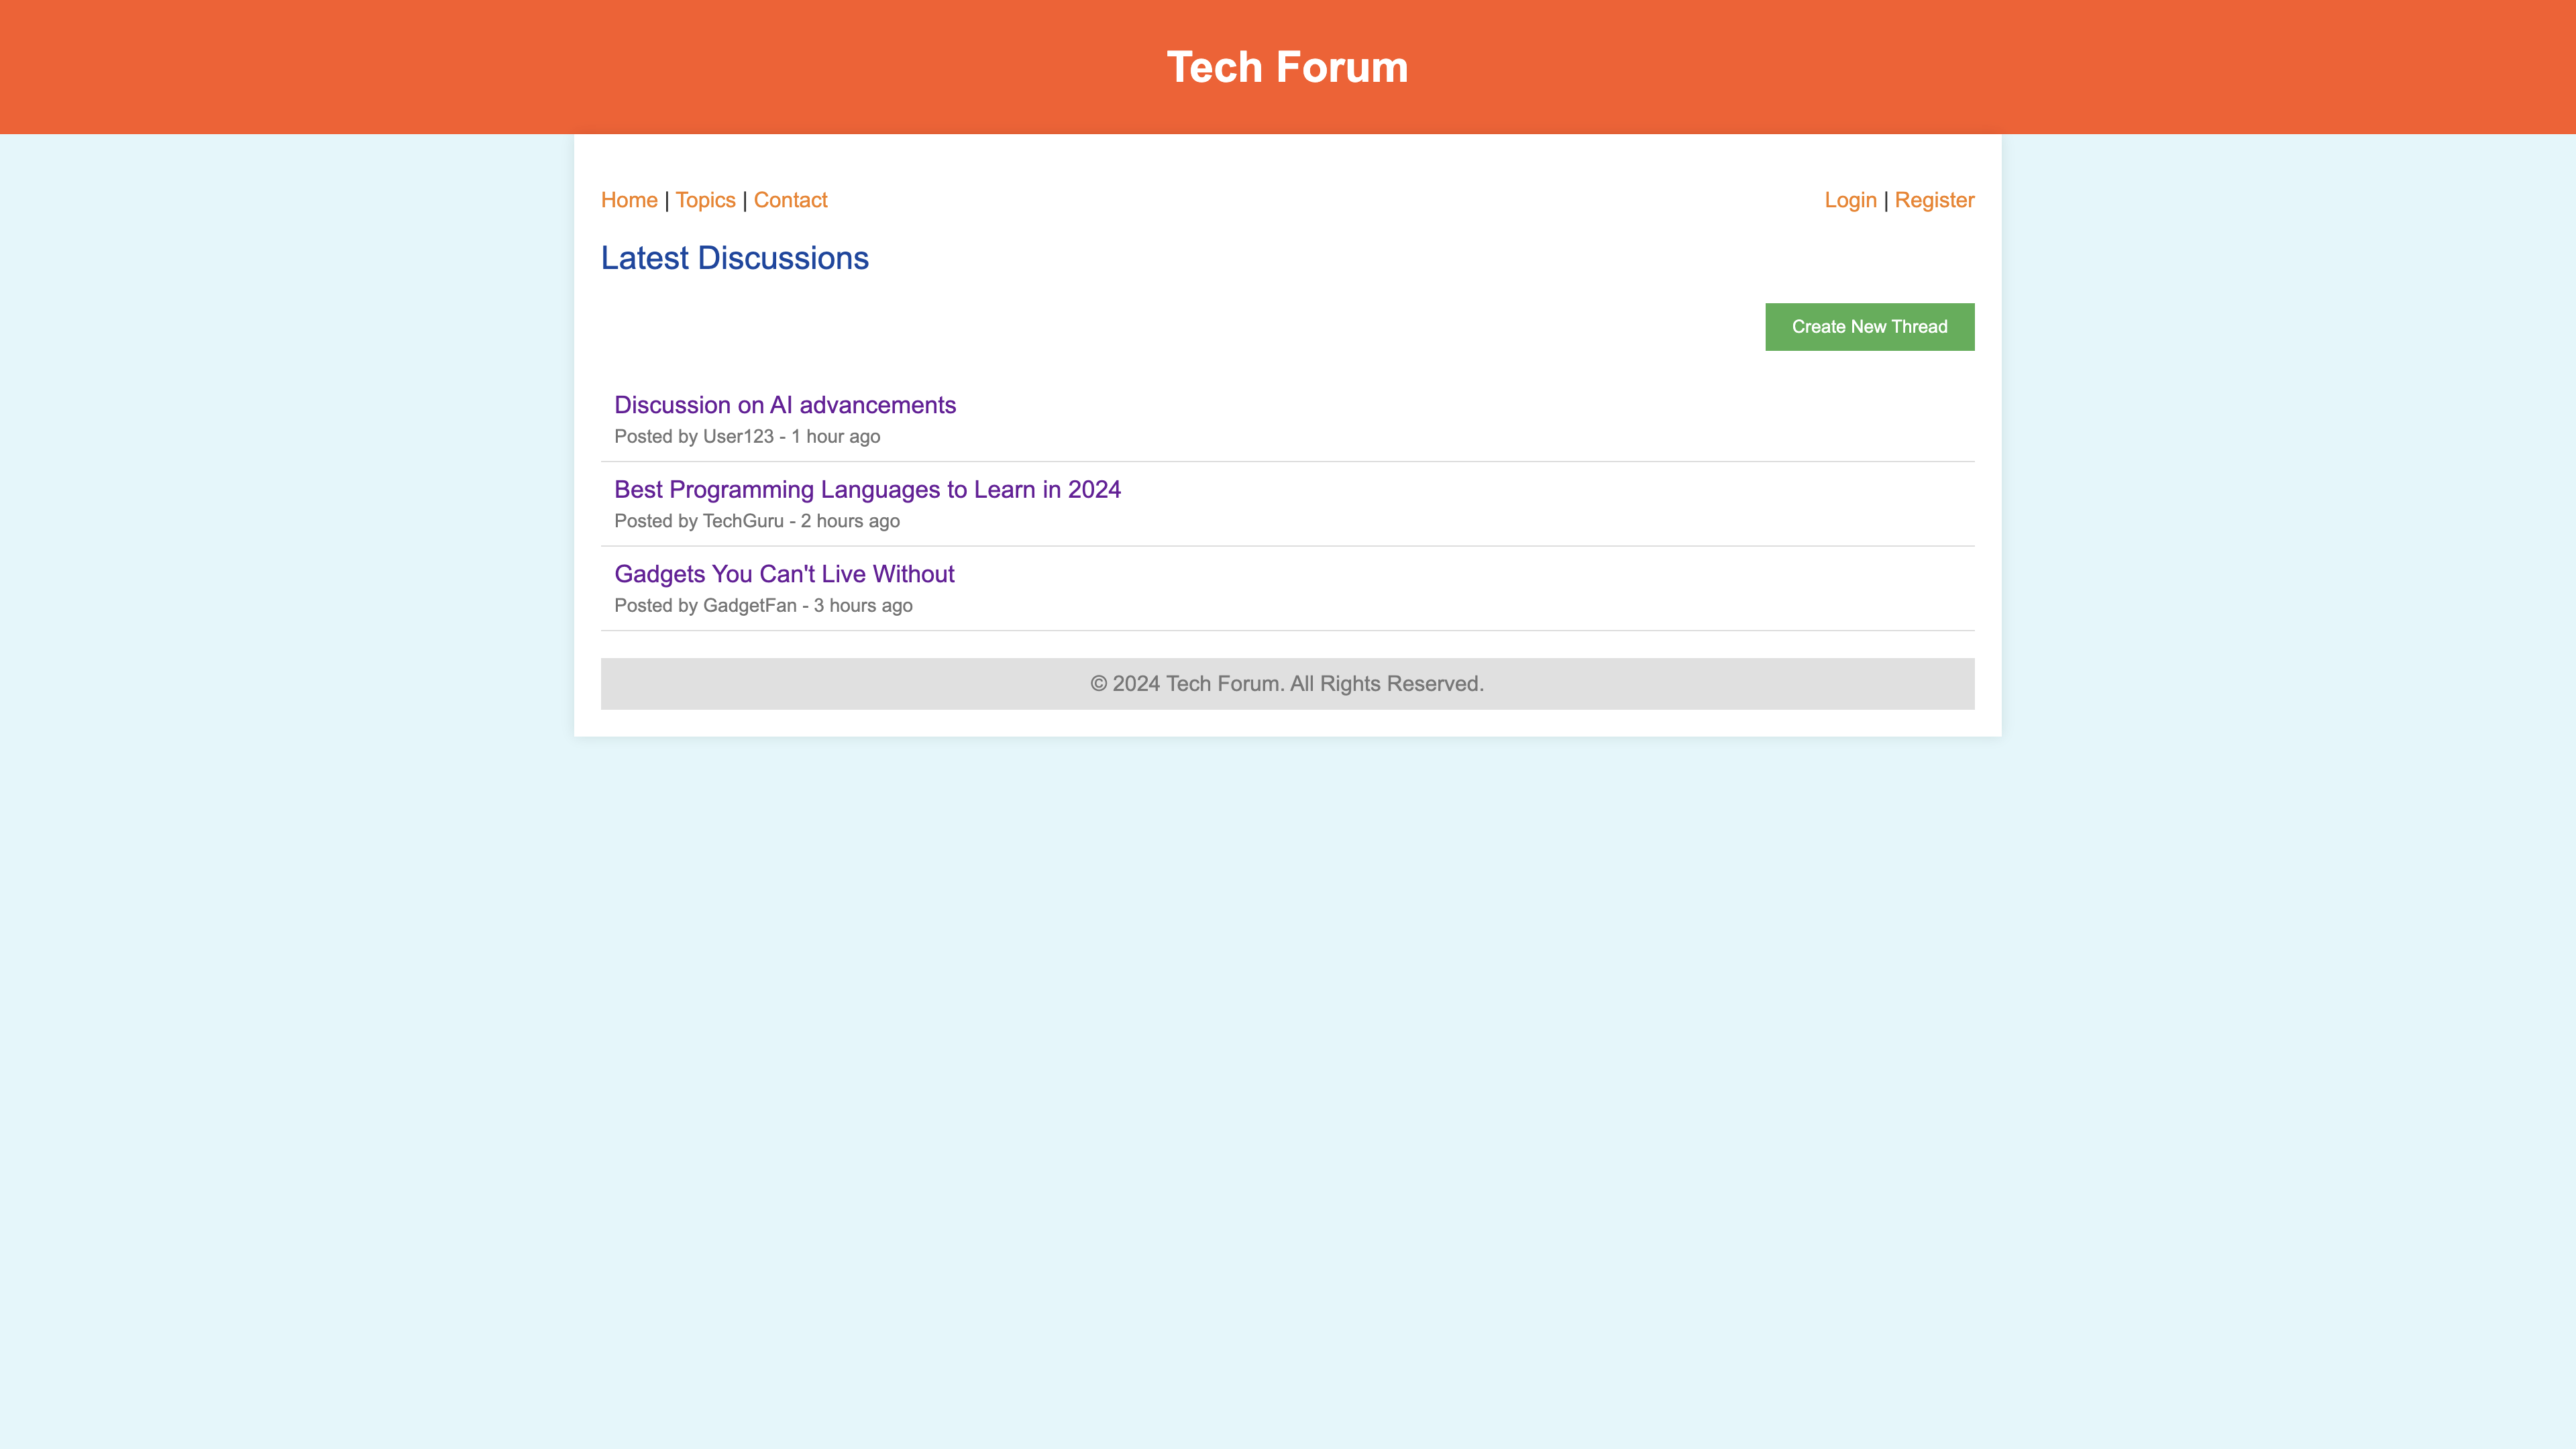 Tech Forum
Home | Topics | Contact
Login | Register
Latest Discussions
Create New Thread
Discussion on AI advancements
Posted by User123 - 1 hour ago
Best Programming Languages to Learn in 2024
Posted by TechGuru - 2 hours ago
Gadgets You Can't Live Without
Posted by GadgetFan - 3 hours ago
© 2024 Tech Forum. All Rights Reserved.